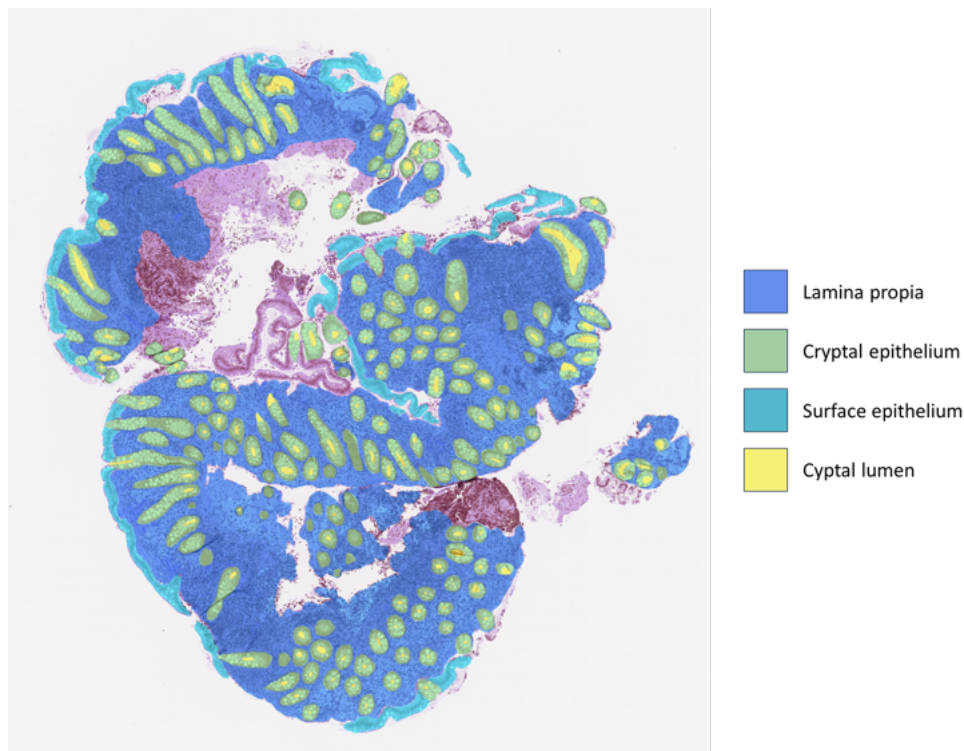 Lamina propia
Cryptal epithelium
Surface epithelium
Cyptal lumen